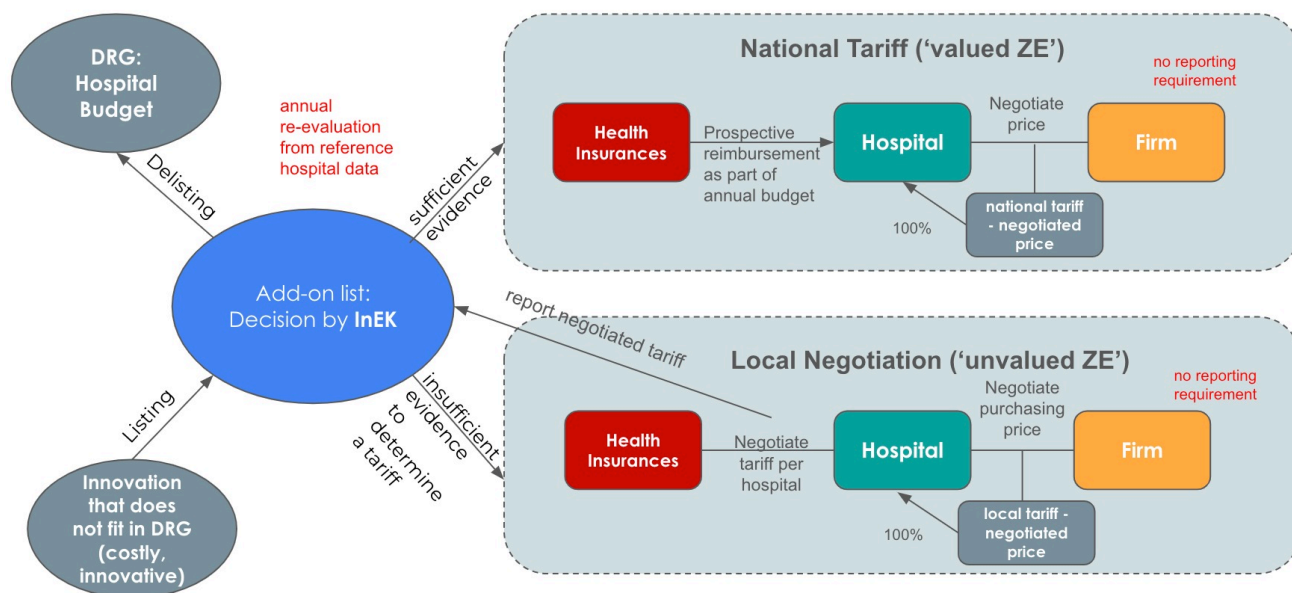 DRG:
Hospital
Budget
annual
re-evaluation
from reference
hospital data
Delisting
sufficient
evidence
Add-on list:
Decision by InEK
Listing
Innovation
that does
not fit in DRG
(costly,
innovative)
insufficient
evidence
to
determine
a tariff
report negotiated tariff
National Tariff (‘valued ZE’)
no reporting
requirement
Health
Insurances
Prospective
reimbursement
as part of
annual budget
Hospital
Negotiate
price
Firm
100%
national tariff
- negotiated
price
Local Negotiation (‘unvalued ZE’)
no reporting
requirement
Health
Insurances
Negotiate
tariff per
hospital
Hospital
Negotiate
purchasing
price
Firm
100%
local tariff -
negotiated
price